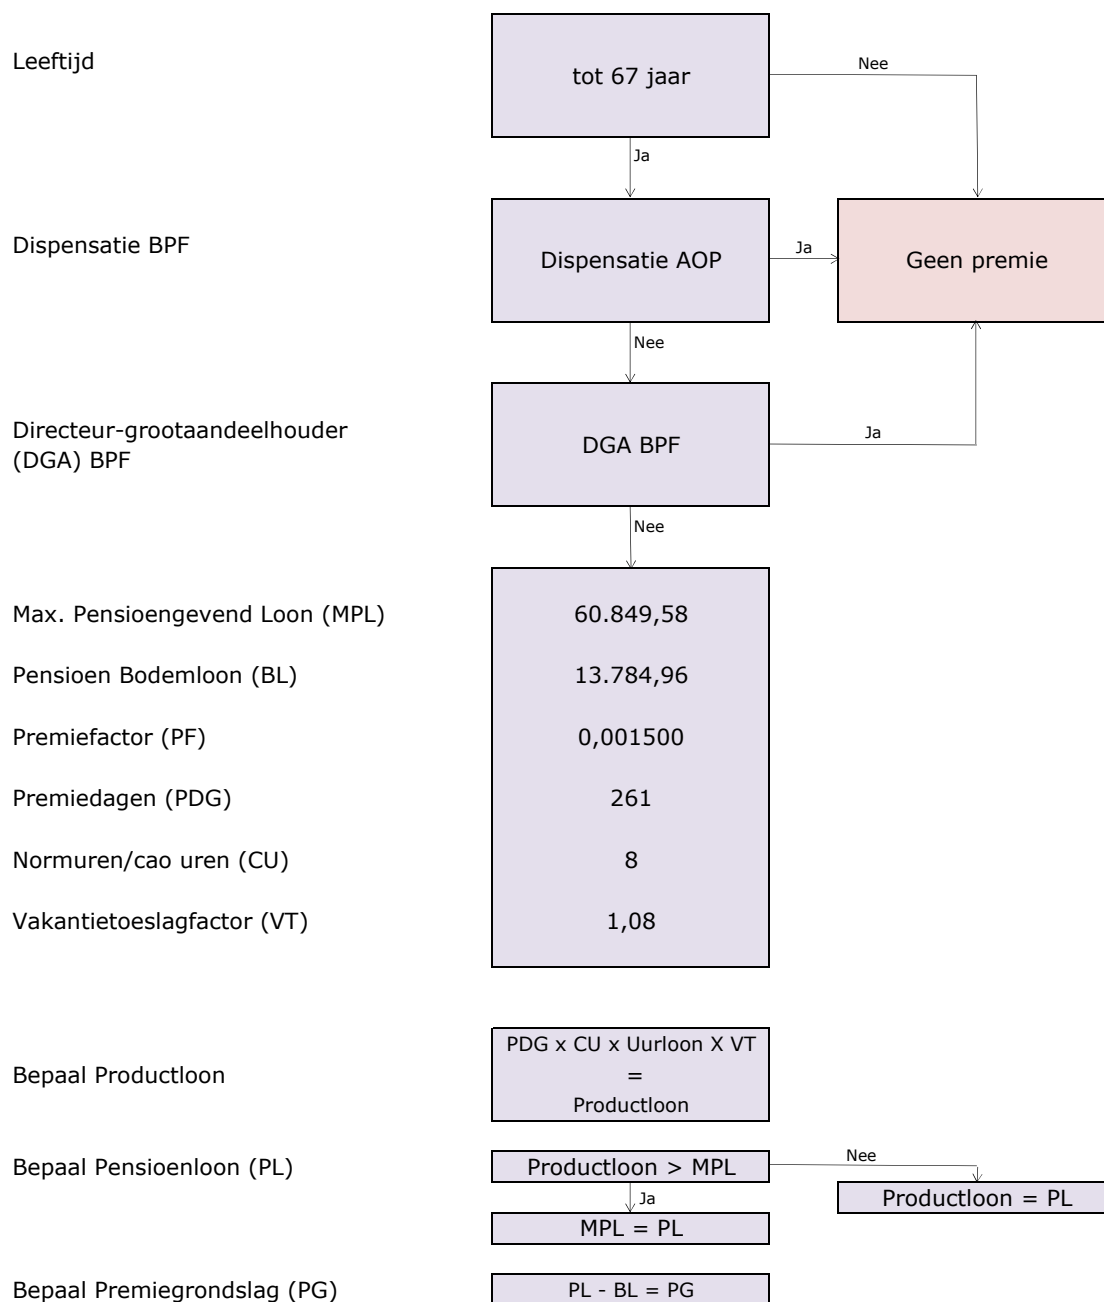 Leeftijd
tot 67 jaar
Nee
Ja
Dispensatie BPF
Dispensatie AOP
Ja
Geen premie
Nee
Directeur-grootaandeelhouder
(DGA) BPF
DGA BPF
Ja
Nee
Max. Pensioengevend Loon (MPL)
60.849,58
Pensioen Bodemloon (BL)
13.784,96
Premiefactor (PF)
0,001500
Premiedagen (PDG)
261
Normuren/cao uren (CU)
8
Vakantietoeslagfactor (VT)
1,08
Bepaal Productloon
PDG x CU x Uurloon X VT
=
Productloon
Bepaal Pensioenloon (PL)
Productloon > MPL
Nee
Productloon = PL
Ja
MPL = PL
Bepaal Premiegrondslag (PG)
PL - BL = PG